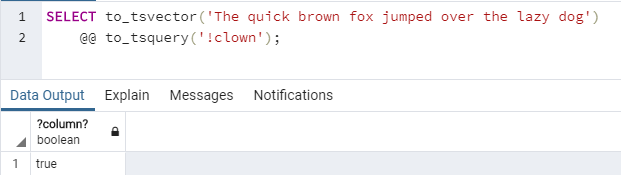 1 SELECT to_tsvector('The quick brown fox jumped over the lazy dog')
2 @@ to_tsquery('!clown');
Data Output Explain Messages Notifications
?column?
boolean
1 true